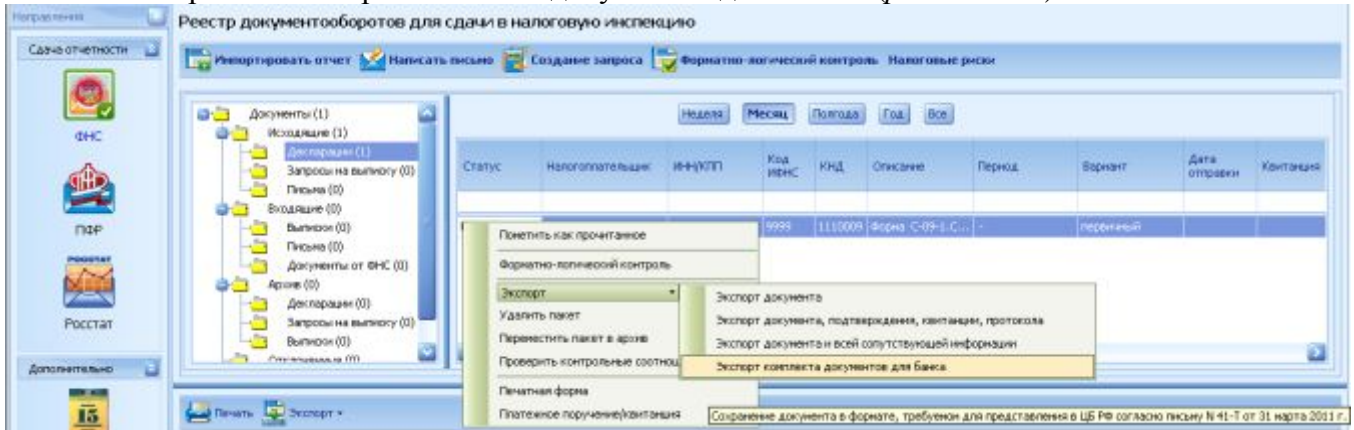 Направления
Реестр документооборотов для сдачи в налоговую инспекцию
Сдача отчетности
Импортировать отчет Написать письмо Создание запроса Форматно-логический контроль Налоговые риски
Документы (1)
Неделя Месяц Полгода Год Все
Исходящие (1)
Декларации (1)
ФНС
Запросы на выписку (0)
Статус Налогоплательщик ИНН/КПП Код ИФНС КНД Описание Период Вариант Дата отправки Квитанция
Письма (0)
Входящие (0)
Выписки (0)
9999 1110009 Форма С-09-1.С... - первичный
ПФР
Пометить как прочитанное
Письма (0)
РОССТАТ
Документы от ФНС (0)
Форматно-логический контроль
Архив (0)
Экспорт
Экспорт документа
Декларации (0)
Удалить пакет
Запросы на выписку (0)
Экспорт документа, подтверждения, квитанции, протокола
Росстат
Переместить пакет в архив
Выписки (0)
Экспорт документа и всей сопутствующей информации
Проверить контрольные соотнош
Экспорт комплекта документов для банка
Дополнительно
Печатная форма
15
Печать Экспорт
Платежное поручение/квитанция
Сохранение документа в формате, требуемом для представления в ЦБ РФ согласно письму N 41-Т от 31 марта 2011 г.